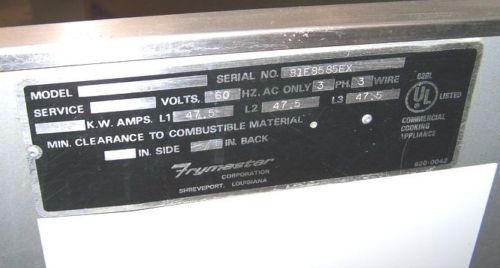 MODEL SERIAL NO. 81E9585EX
SERVICE VOLTS. 60 HZ. AC ONLY 3 PH. 3 WIRE
K.W. AMPS. L1 47.5 L2 47.5 L3 47.5
MIN. CLEARANCE TO COMBUSTIBLE MATERIAL
IN. SIDE IN. BACK
Frymaster
CORPORATION
SHREVEPORT, LOUISIANA
UL LISTED
COMMERCIAL
COOKING
APPLIANCE
820-0042